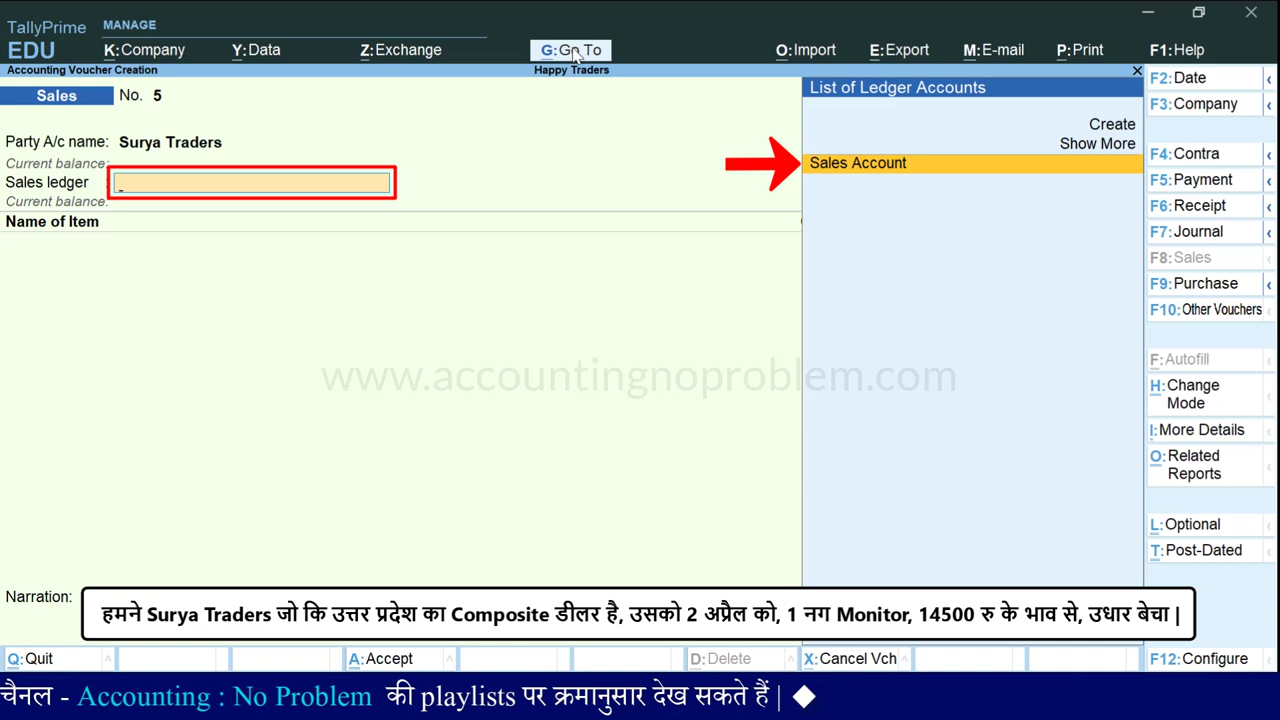 TallyPrime
EDU
MANAGE
K:Company
Y:Data
Z:Exchange
G:Go To
O:Import
E:Export
M:E-mail
P:Print
F1:Help
Accounting Voucher Creation
Happy Traders
Sales
No. 5
Party A/c name: Surya Traders
Current balance:
Sales ledger
Current balance:
Name of Item
List of Ledger Accounts
Create
Show More
Sales Account
F2:Date
F3:Company
F4:Contra
F5:Payment
F6:Receipt
F7:Journal
F8:Sales
F9:Purchase
F10:Other Vouchers
F:Autofill
H:Change
Mode
I:More Details
O:Related
Reports
L:Optional
T:Post-Dated
www.accountingnoproblem.com
Narration:
हमने Surya Traders जो कि उत्तर प्रदेश का Composite डीलर है, उसको 2 अप्रैल को, 1 नग Monitor, 14500 रु के भाव से, उधार बेचा |
Q:Quit
A:Accept
D:Delete
X:Cancel Vch
F12:Configure
चैनल - Accounting : No Problem की playlists पर क्रमानुसार देख सकते हैं | ◆